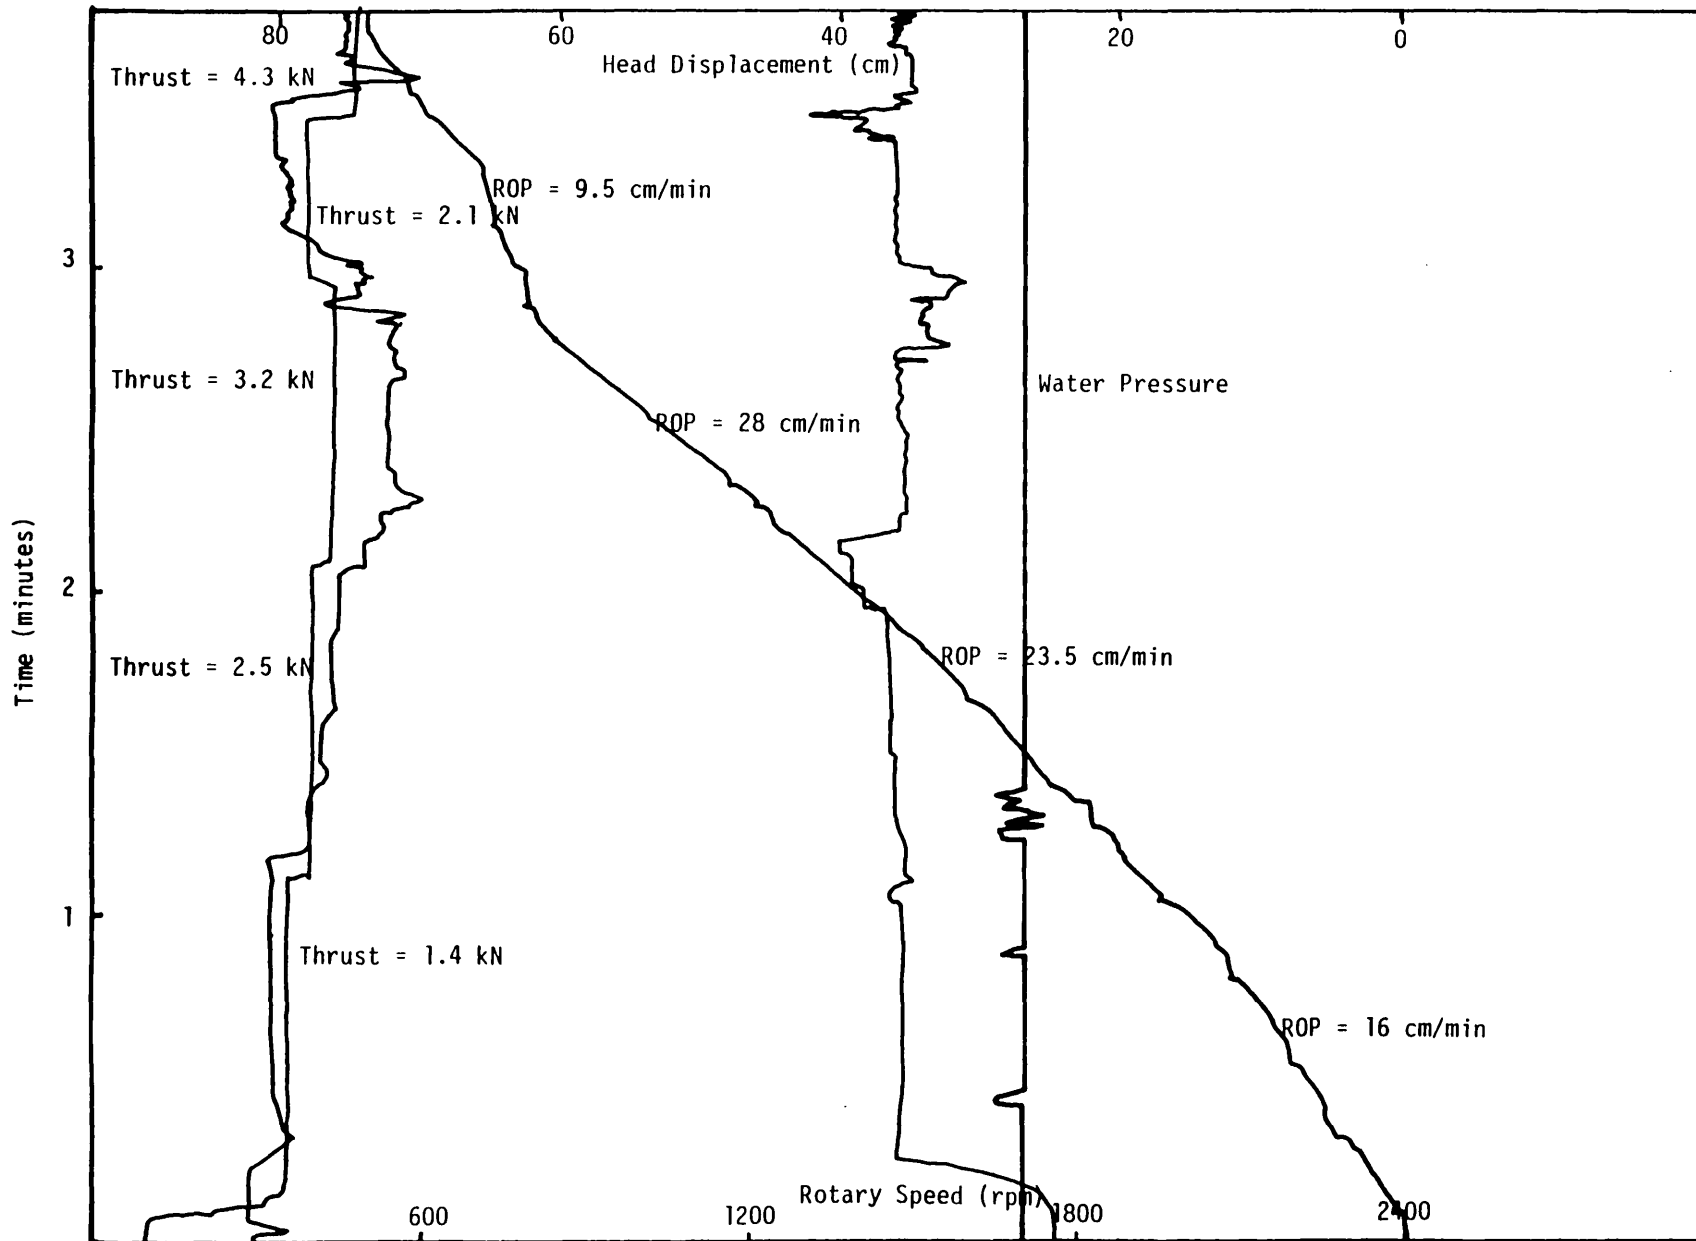 80 60 40 20 0
Head Displacement (cm)
Thrust = 4.3 kN
ROP = 9.5 cm/min
Thrust = 2.1 kN
3
Thrust = 3.2 kN
Water Pressure
ROP = 28 cm/min
Time (minutes)
2
ROP = 23.5 cm/min
Thrust = 2.5 kN
1
Thrust = 1.4 kN
ROP = 16 cm/min
Rotary Speed (rpm)
600 1200 1800 2400